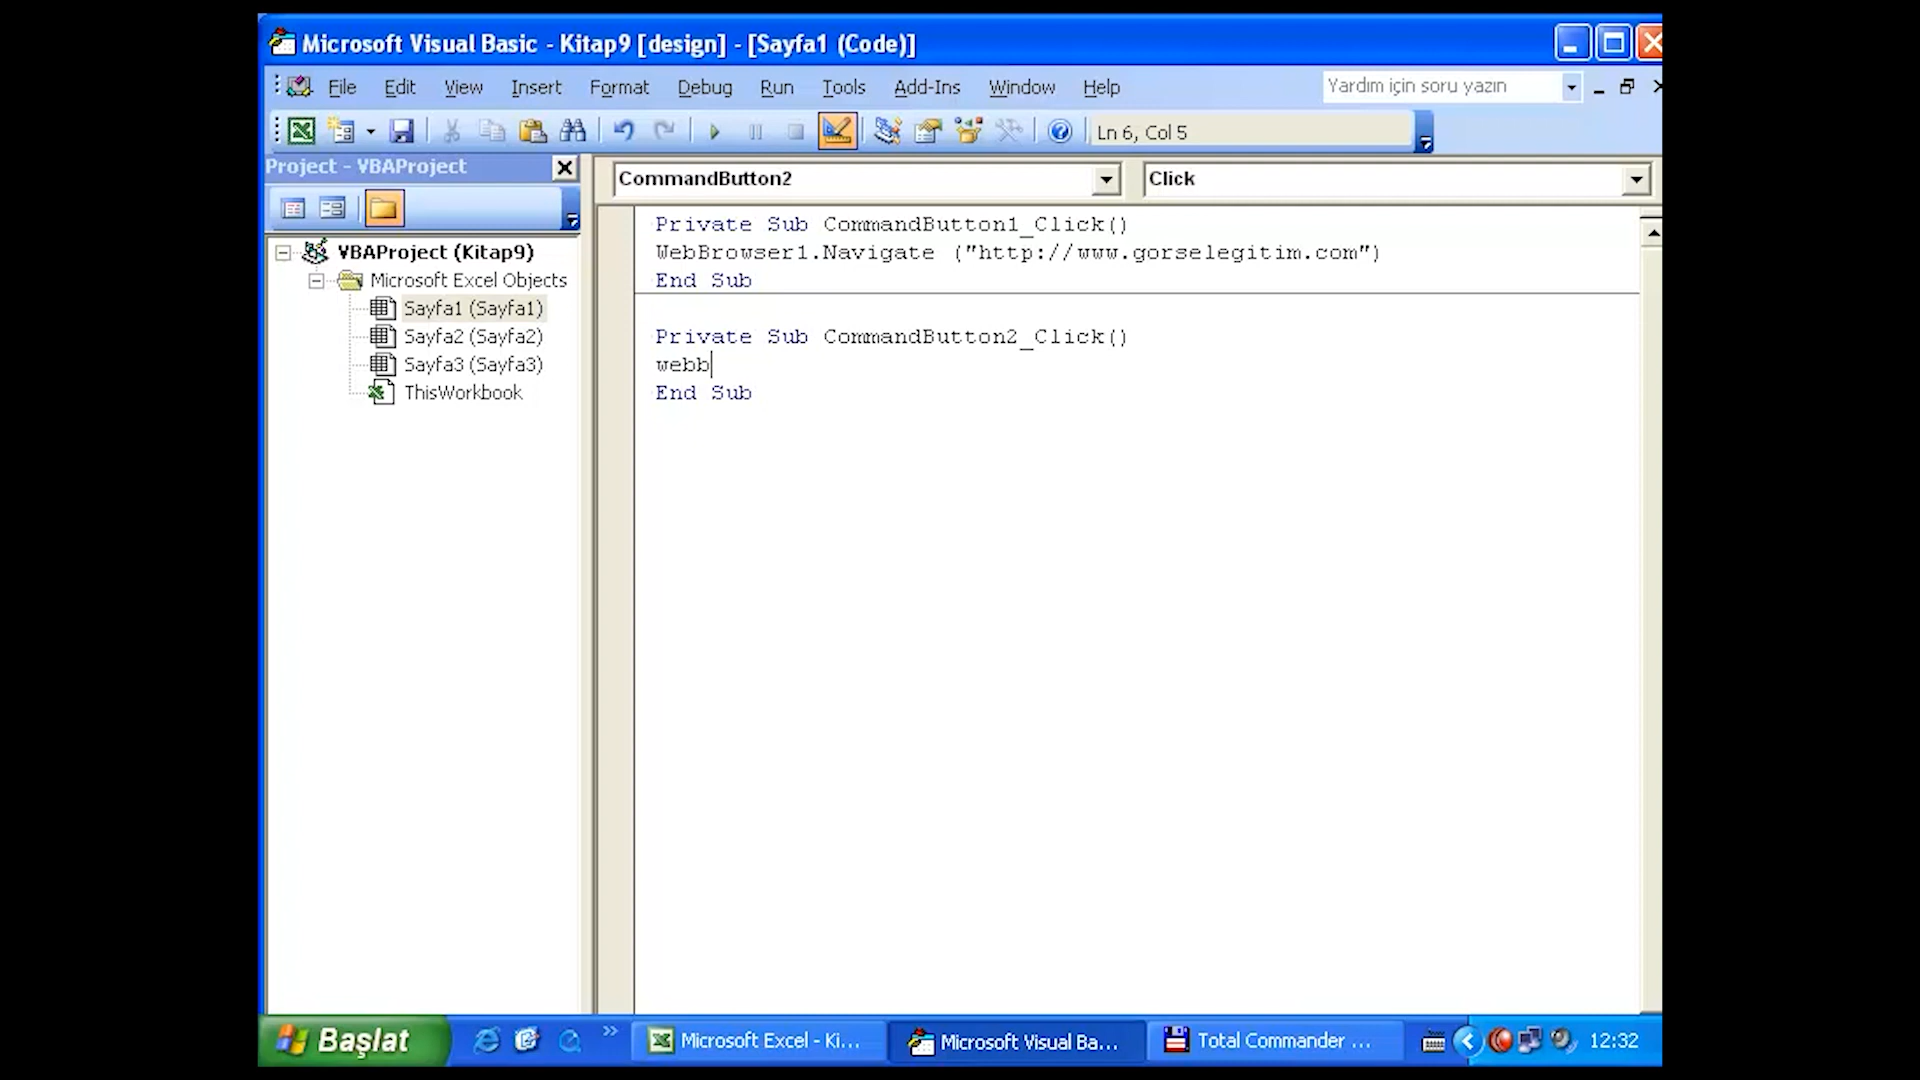 Microsoft Visual Basic - Kitap9 [design] - [Sayfa1 (Code)]
File Edit View Insert Format Debug Run Tools Add-Ins Window Help Yardım için soru yazın
Ln 6, Col 5
Project - VBAProject
CommandButton2 Click
VBAProject (Kitap9)
Microsoft Excel Objects
Sayfa1 (Sayfa1)
Sayfa2 (Sayfa2)
Sayfa3 (Sayfa3)
ThisWorkbook
Private Sub CommandButton1_Click()
WebBrowser1.Navigate ("http://www.gorselegitim.com")
End Sub
Private Sub CommandButton2_Click()
webb
End Sub
Başlat Microsoft Excel - Ki... Microsoft Visual Ba... Total Commander ... 12:32